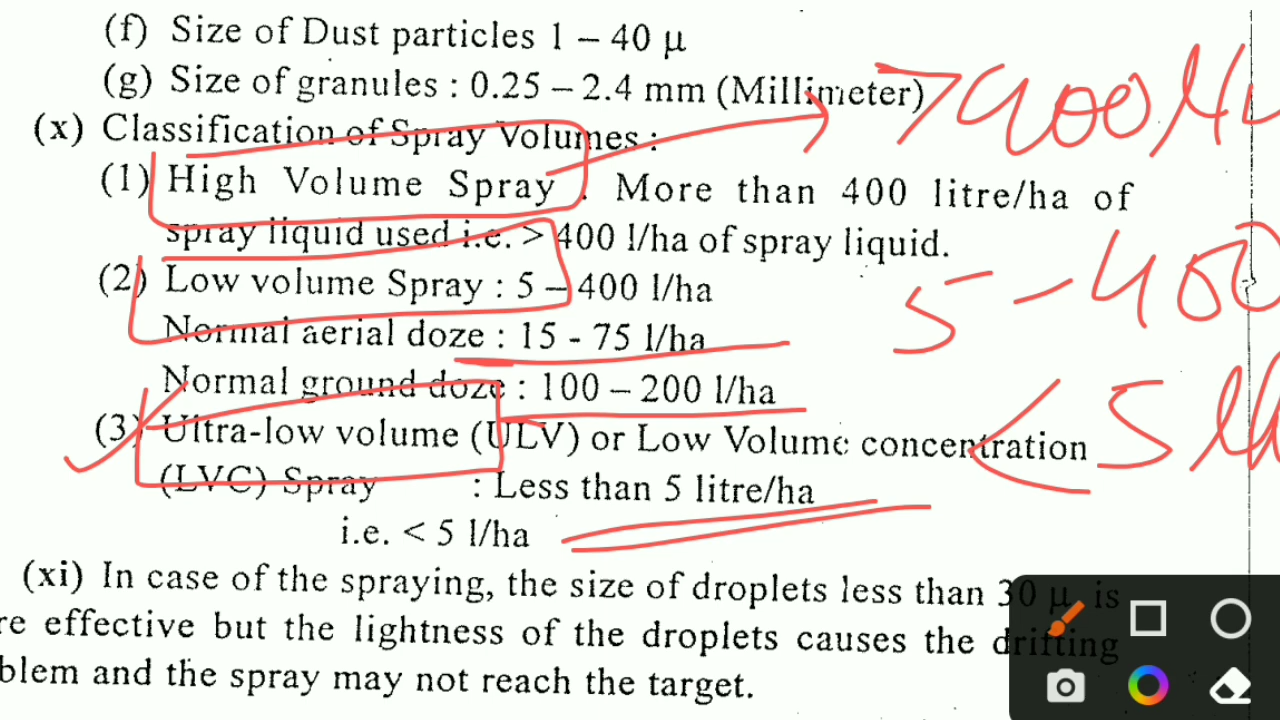 (f) Size of Dust particles 1 – 40 µ
(g) Size of granules : 0.25 – 2.4 mm (Millimeter)
>400
(x) Classification of Spray Volumes :
(1) High Volume Spray : More than 400 litre/ha of
spray liquid used i.e. > 400 l/ha of spray liquid.
(2) Low volume Spray : 5 – 400 l/ha
5 – 400
Normal aerial doze : 15 - 75 l/ha
Normal ground doze : 100 – 200 l/ha
(3) Ultra-low volume (ULV) or Low Volume concentration
<5
(LVC) Spray : Less than 5 litre/ha
i.e. < 5 l/ha
(xi) In case of the spraying, the size of droplets less than 30 µ is
re effective but the lightness of the droplets causes the drifting
blem and the spray may not reach the target.